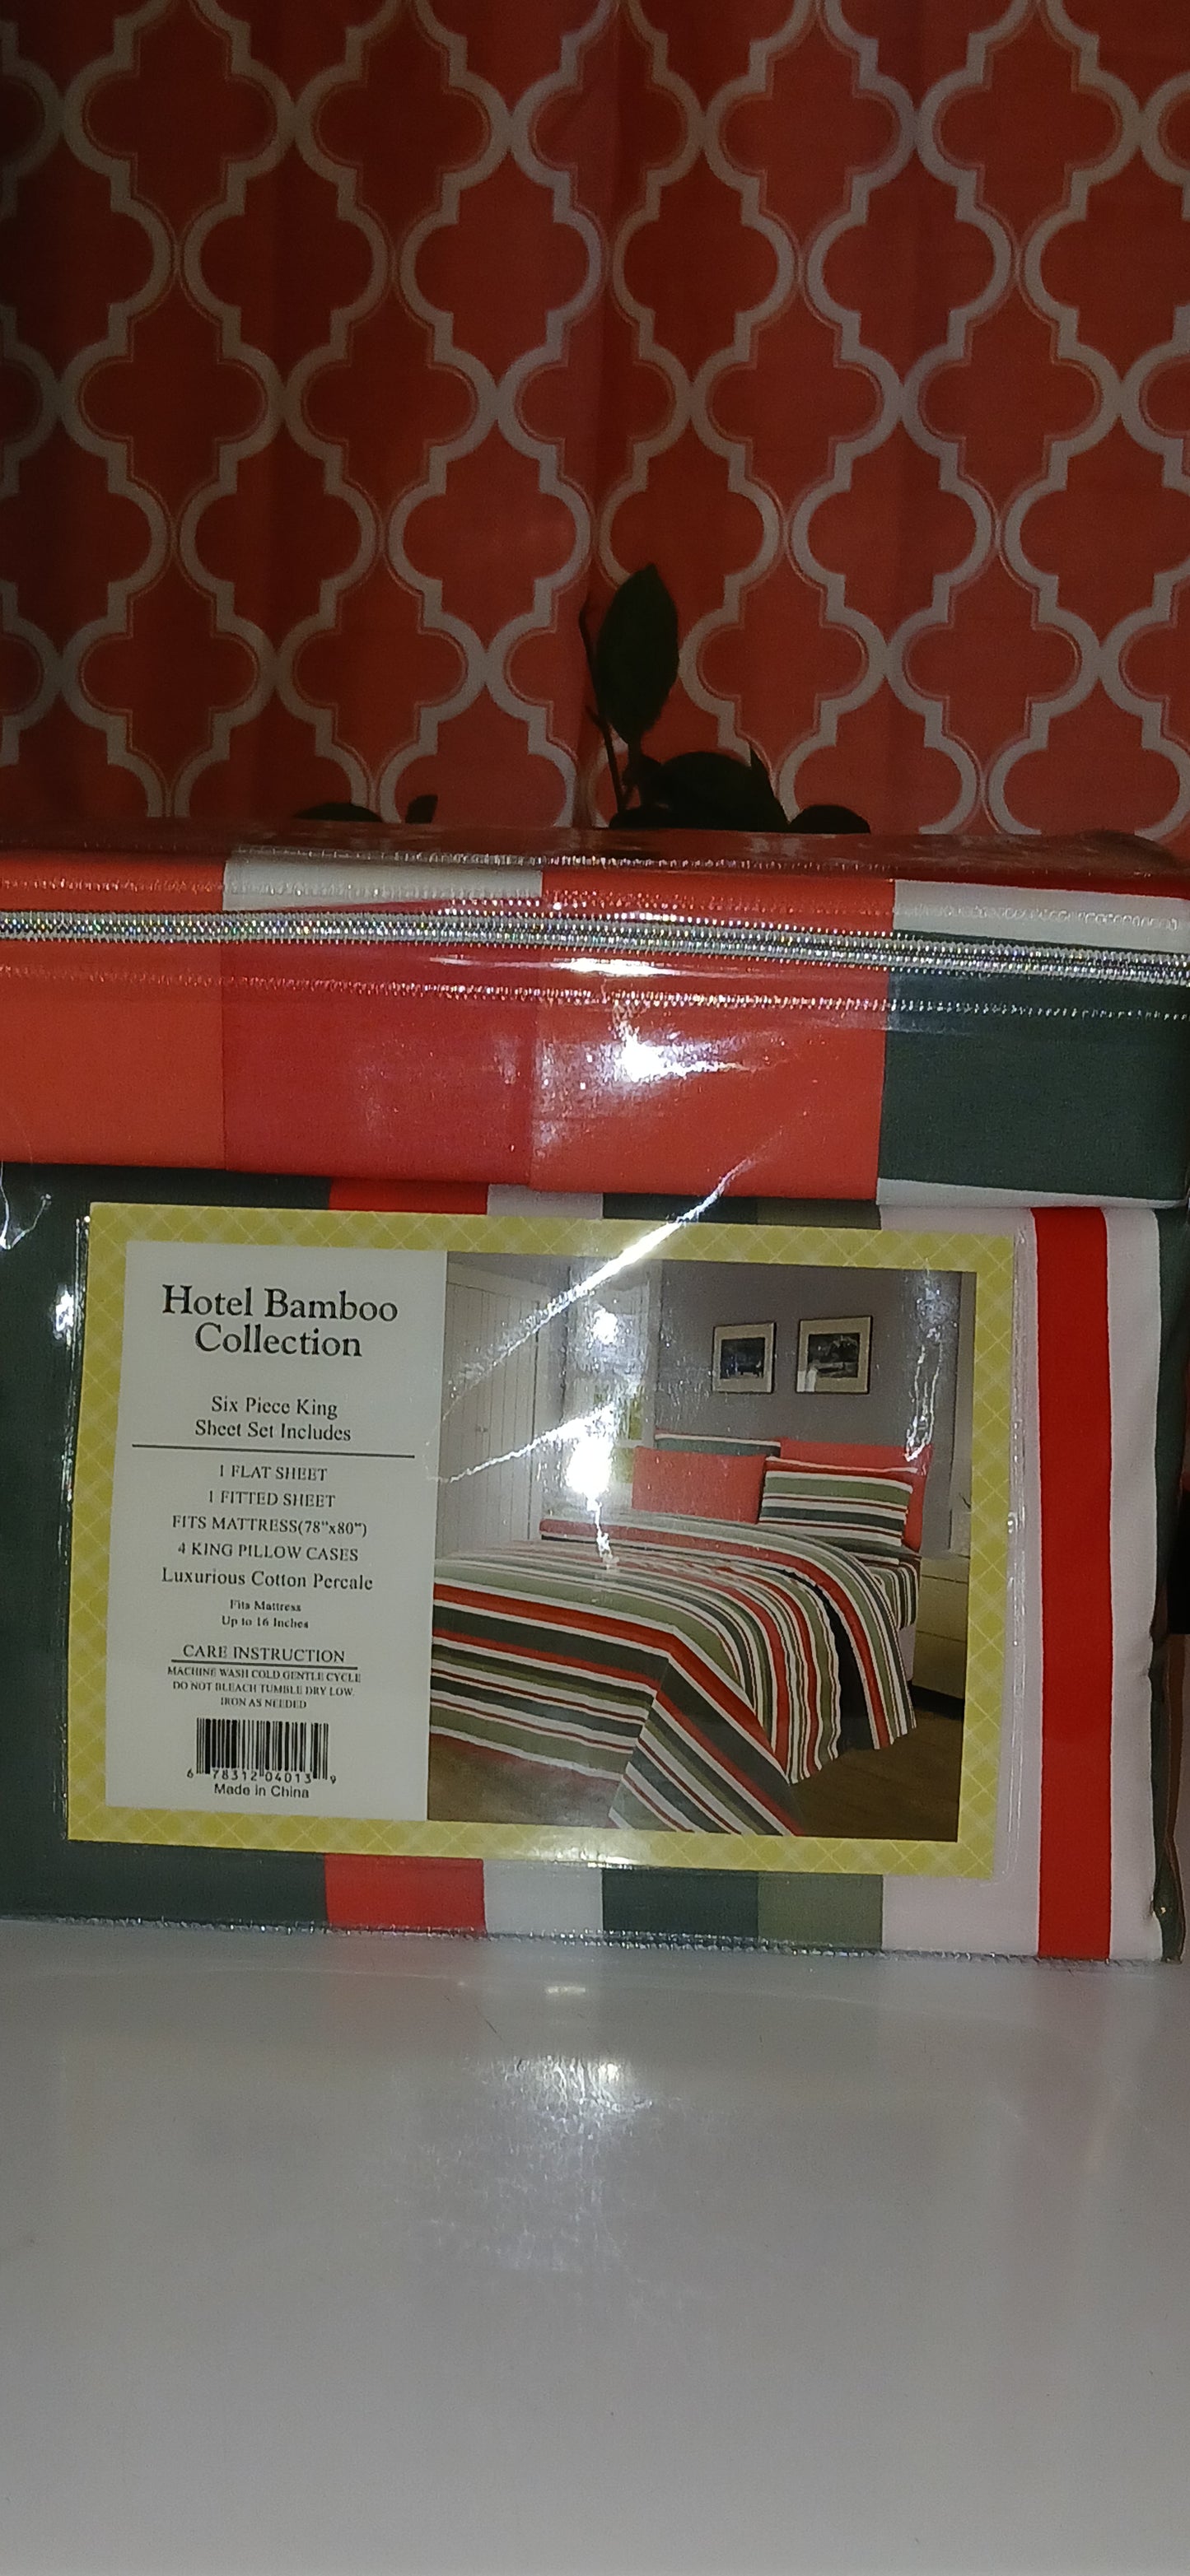 Hotel Bamboo
Collection
Six Piece King
Sheet Set Includes
1 FLAT SHEET
1 FITTED SHEET
FITS MATTRESS(78"x80")
4 KING PILLOW CASES
Luxurious Cotton Percale
Fits Mattress
Up to 16 Inches
CARE INSTRUCTION
MACHINE WASH COLD GENTLE CYCLE
DO NOT BLEACH TUMBLE DRY LOW.
IRON AS NEEDED
6 78312 04013 9
Made in China